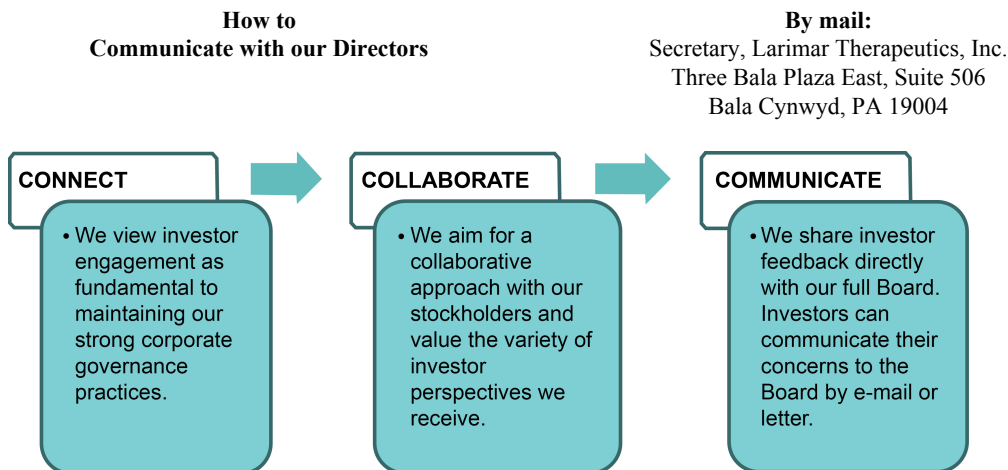 How to
Communicate with our Directors
By mail:
Secretary, Larimar Therapeutics, Inc.
Three Bala Plaza East, Suite 506
Bala Cynwyd, PA 19004
CONNECT
• We view investor
engagement as
fundamental to
maintaining our
strong corporate
governance
practices.
COLLABORATE
• We aim for a
collaborative
approach with our
stockholders and
value the variety of
investor
perspectives we
receive.
COMMUNICATE
• We share investor
feedback directly
with our full Board.
Investors can
communicate their
concerns to the
Board by e-mail or
letter.